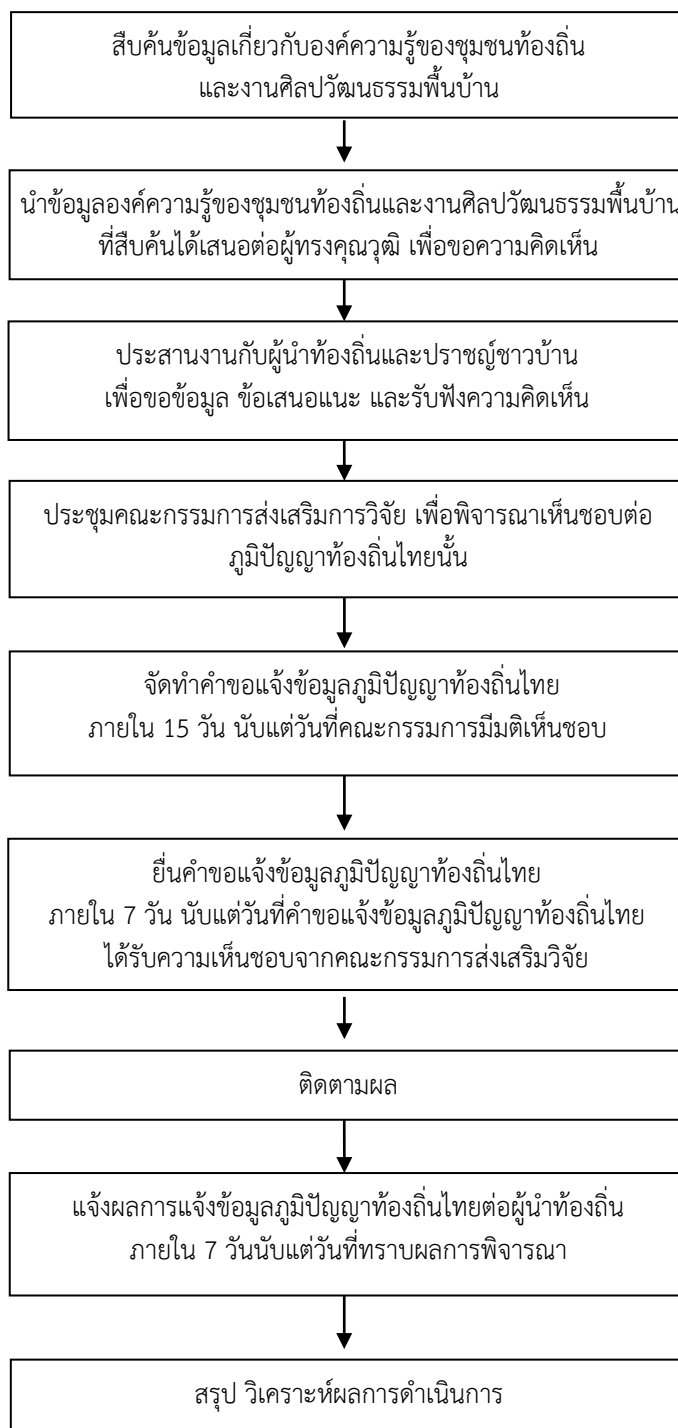 สืบค้นข้อมูลเกี่ยวกับองค์ความรู้ของชุมชนท้องถิ่น
และงานศิลปวัฒนธรรมพื้นบ้าน
นำข้อมูลองค์ความรู้ของชุมชนท้องถิ่นและงานศิลปวัฒนธรรมพื้นบ้าน
ที่สืบค้นได้เสนอต่อผู้ทรงคุณวุฒิ เพื่อขอความคิดเห็น
ประสานงานกับผู้นำท้องถิ่นและปราชญ์ชาวบ้าน
เพื่อขอข้อมูล ข้อเสนอแนะ และรับฟังความคิดเห็น
ประชุมคณะกรรมการส่งเสริมการวิจัย เพื่อพิจารณาเห็นชอบต่อ
ภูมิปัญญาท้องถิ่นไทยนั้น
จัดทำคำขอแจ้งข้อมูลภูมิปัญญาท้องถิ่นไทย
ภายใน 15 วัน นับแต่วันที่คณะกรรมการมีมติเห็นชอบ
ยื่นคำขอแจ้งข้อมูลภูมิปัญญาท้องถิ่นไทย
ภายใน 7 วัน นับแต่วันที่คำขอแจ้งข้อมูลภูมิปัญญาท้องถิ่นไทย
ได้รับความเห็นชอบจากคณะกรรมการส่งเสริมวิจัย
ติดตามผล
แจ้งผลการแจ้งข้อมูลภูมิปัญญาท้องถิ่นไทยต่อผู้นำท้องถิ่น
ภายใน 7 วันนับแต่วันที่ทราบผลการพิจารณา
สรุป วิเคราะห์ผลการดำเนินการ